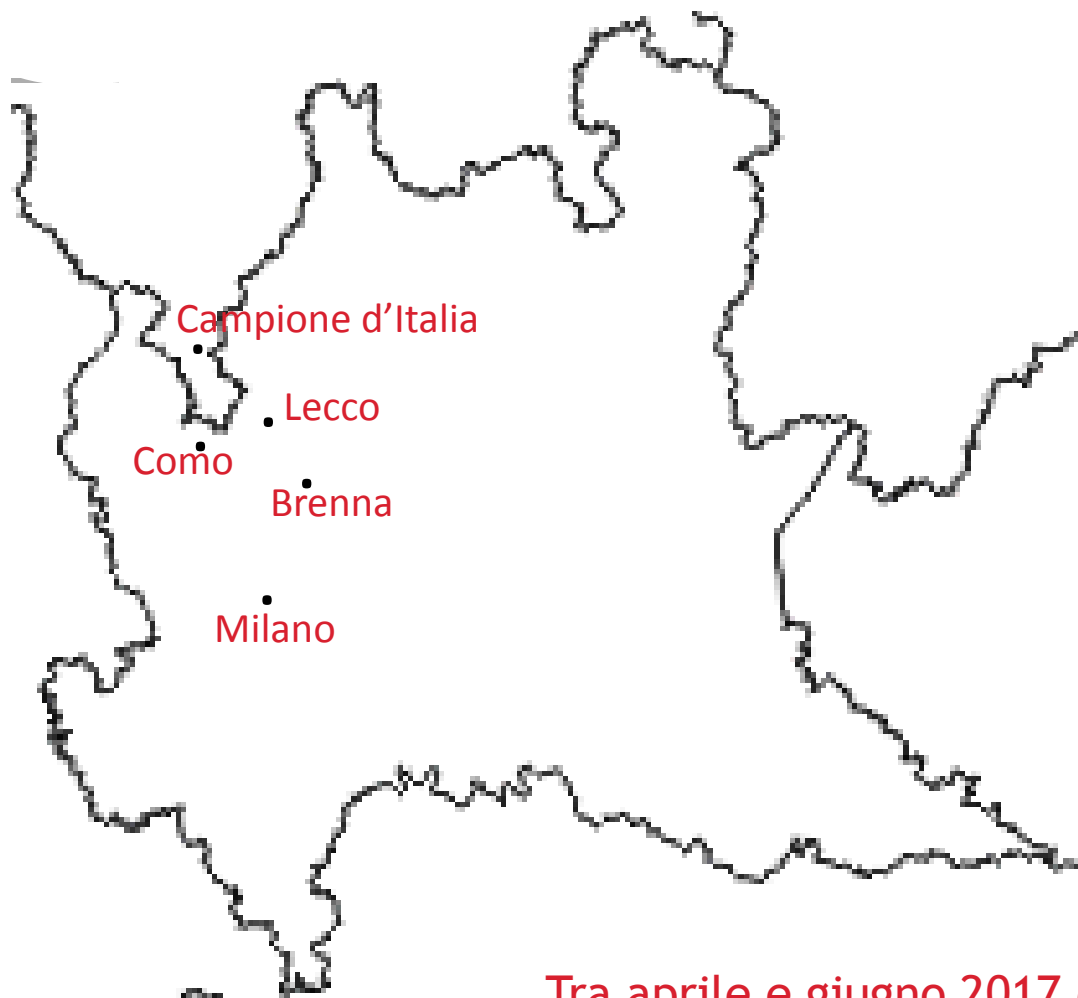 Campione d’Italia
Lecco
Como
Brenna
Milano
Tra aprile e giugno 2017